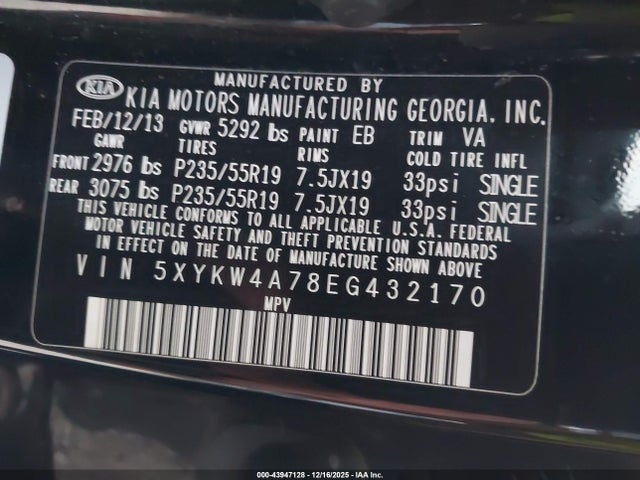 KIA
MANUFACTURED BY
KIA MOTORS MANUFACTURING GEORGIA, INC.
FEB/12/13 GVWR 5292 lbs PAINT EB TRIM VA
GAWR TIRES RIMS COLD TIRE INFL
FRONT 2976 lbs P235/55R19 7.5JX19 33psi SINGLE
REAR 3075 lbs P235/55R19 7.5JX19 33psi SINGLE
THIS VEHICLE CONFORMS TO ALL APPLICABLE U.S.A. FEDERAL
MOTOR VEHICLE SAFETY AND THEFT PREVENTION STANDARDS
IN EFFECT ON THE DATE OF MANUFACTURE SHOWN ABOVE
VIN 5XYKW4A78EG432170
MPV
000-43947128 - 12/16/2025 - IAA Inc.